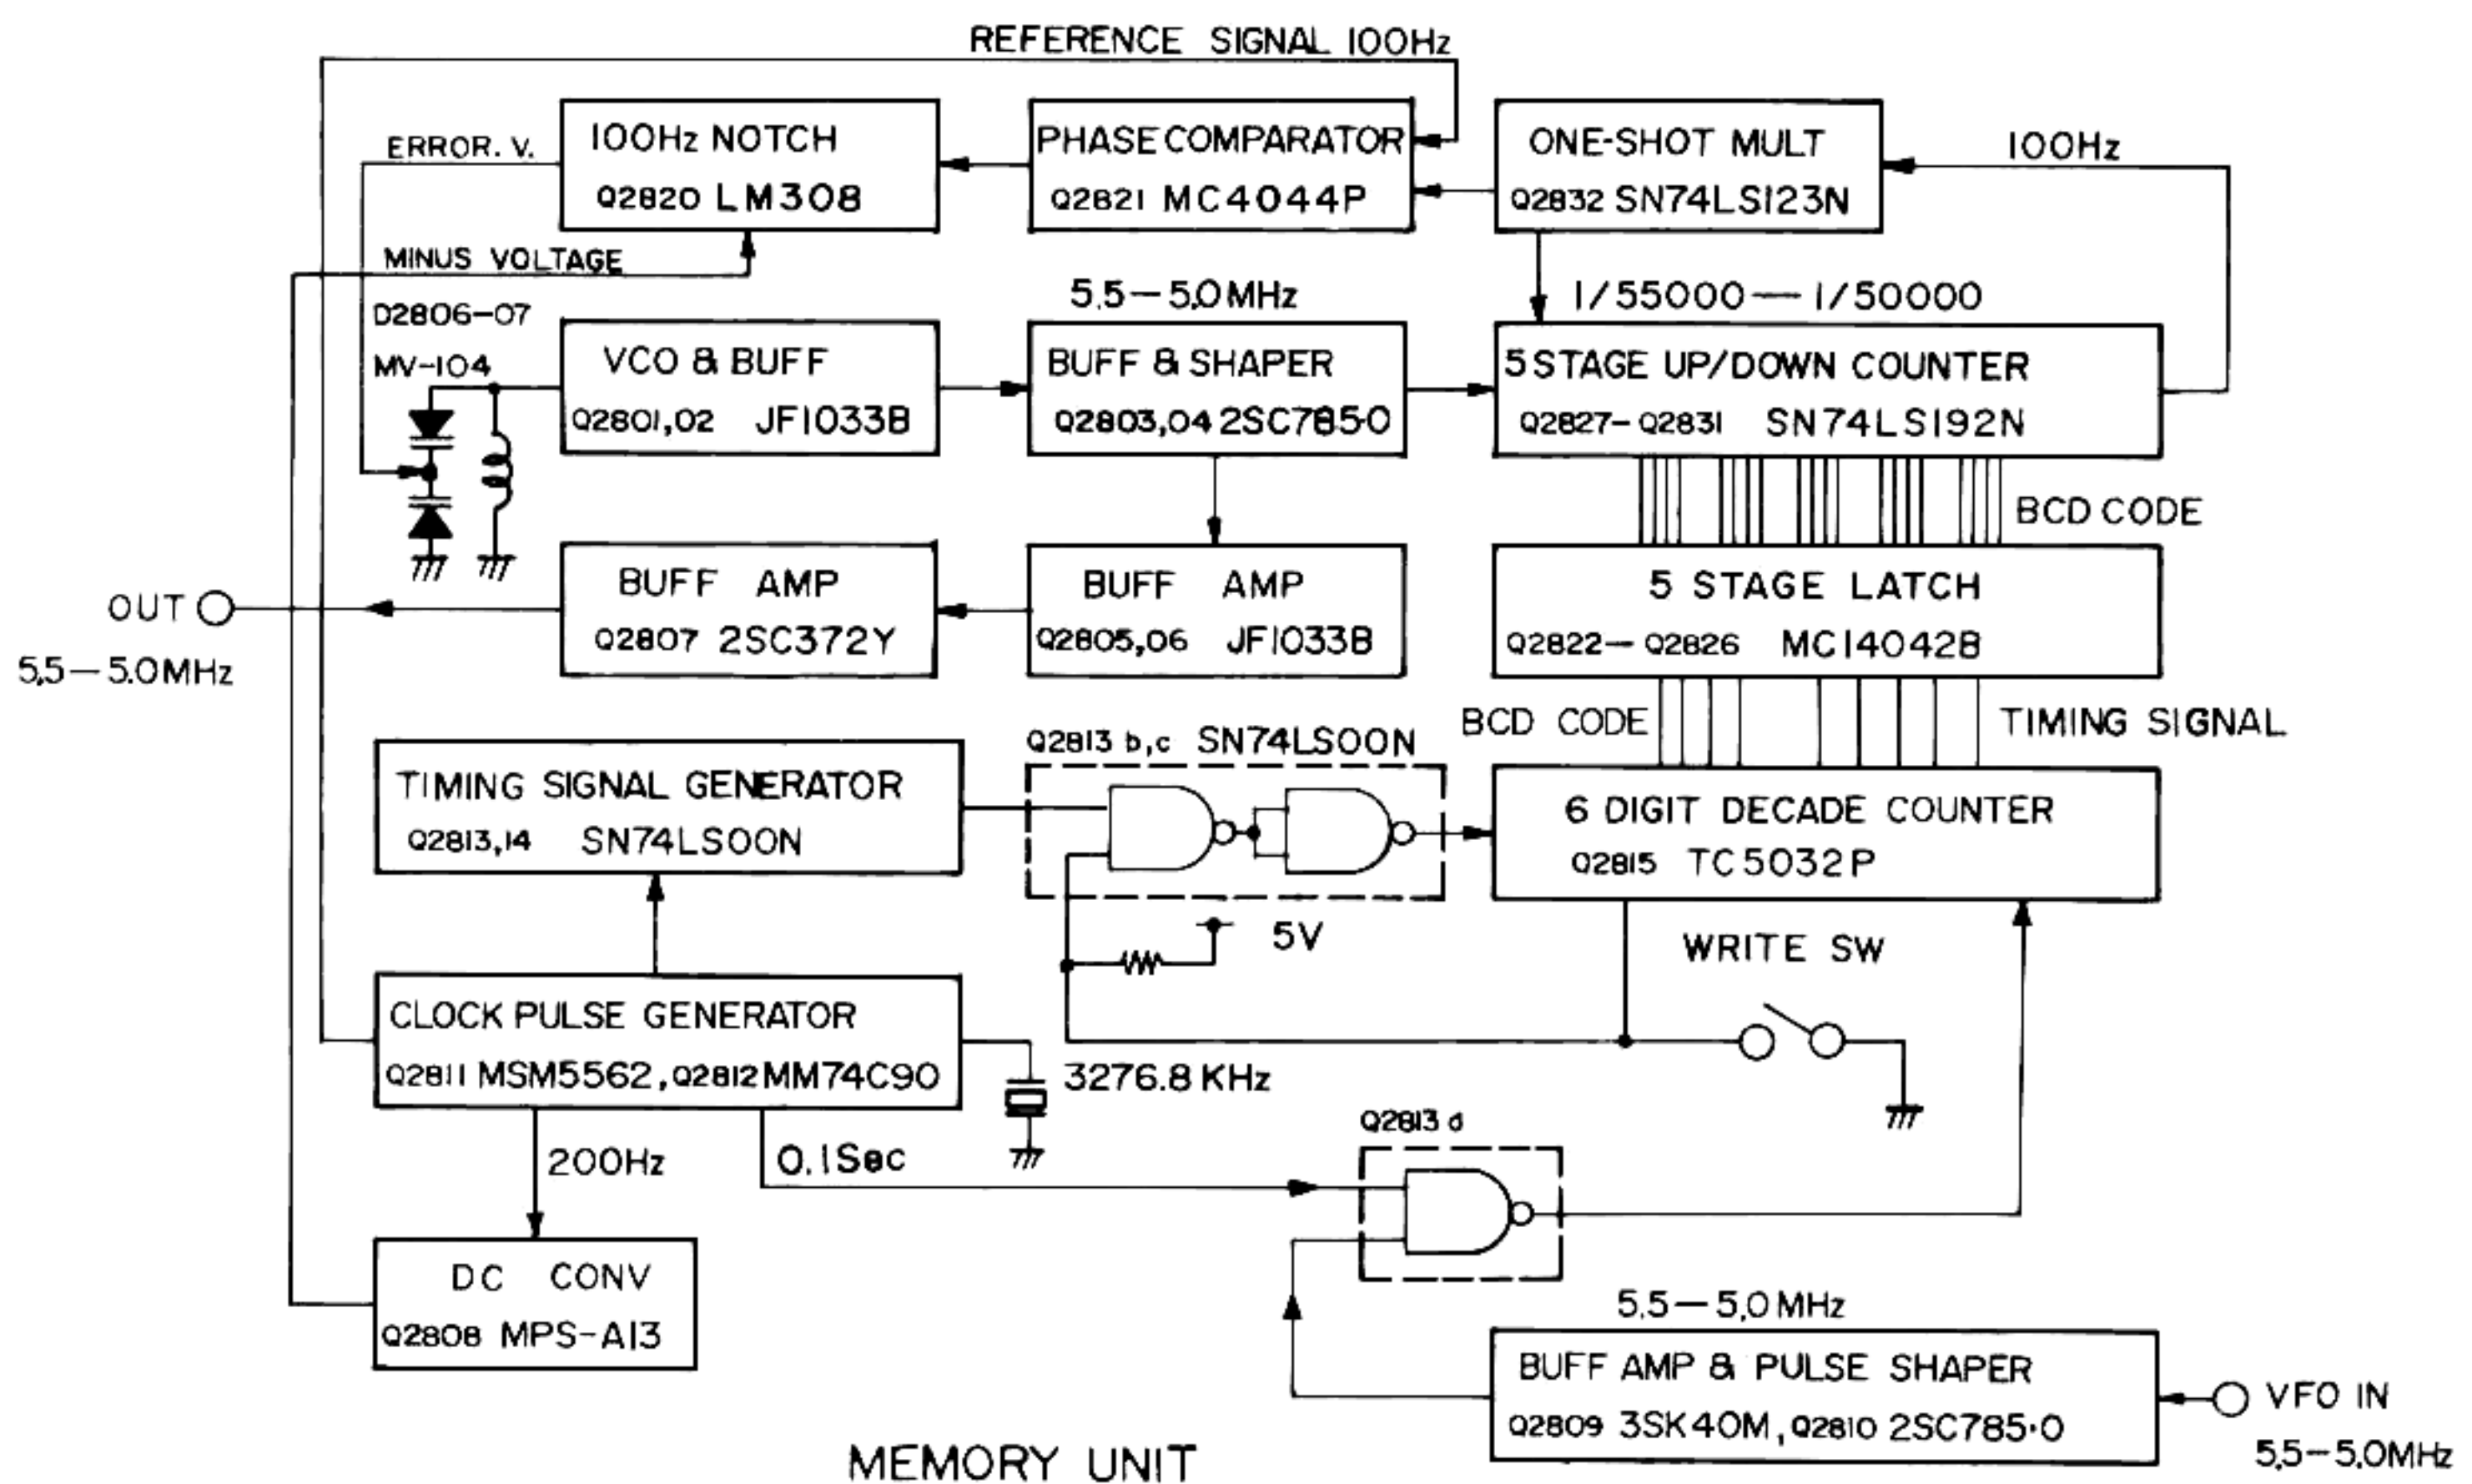 REFERENCE SIGNAL 100Hz
ERROR. V.
100Hz NOTCH
Q2820 LM308
PHASE COMPARATOR
Q2821 MC4044P
ONE-SHOT MULT
Q2832 SN74LS123N
100Hz
MINUS VOLTAGE
D2806-07
MV-104
VCO & BUFF
Q2801,02 JF1033B
5.5-5.0MHz
BUFF & SHAPER
Q2803,04 2SC785·O
1/55000-1/50000
5 STAGE UP/DOWN COUNTER
Q2827-Q2831 SN74LS192N
BCD CODE
OUT
5.5-5.0MHz
BUFF AMP
Q2807 2SC372Y
BUFF AMP
Q2805,06 JF1033B
5 STAGE LATCH
Q2822-Q2826 MC14042B
BCD CODE
TIMING SIGNAL
TIMING SIGNAL GENERATOR
Q2813,14 SN74LS00N
Q2813 b,c SN74LS00N
6 DIGIT DECADE COUNTER
Q2815 TC5032P
5V
WRITE SW
CLOCK PULSE GENERATOR
Q2811 MSM5562, Q2812 MM74C90
3276.8 KHz
200Hz
0.1Sec
Q2813 d
DC CONV
Q2808 MPS-A13
5.5-5.0MHz
BUFF AMP & PULSE SHAPER
Q2809 3SK40M, Q2810 2SC785·O
VFO IN
5.5-5.0MHz
MEMORY UNIT